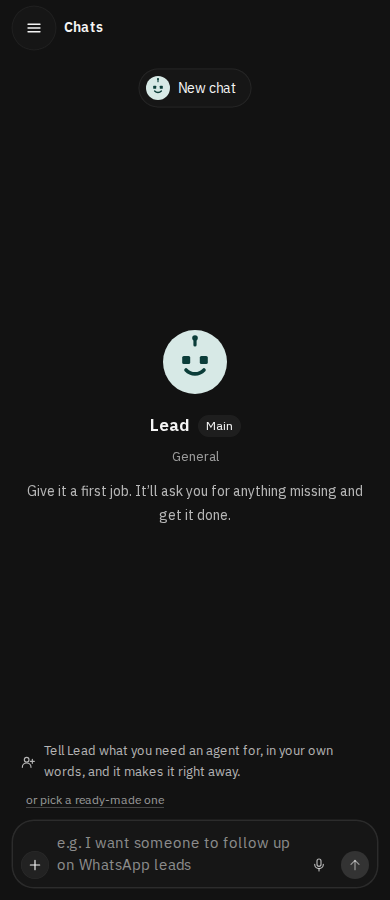 Chats
New chat
Lead Main
General
Give it a first job. It'll ask you for anything missing and
get it done.
Tell Lead what you need an agent for, in your own
words, and it makes it right away.
or pick a ready-made one
e.g. I want someone to follow up
on WhatsApp leads